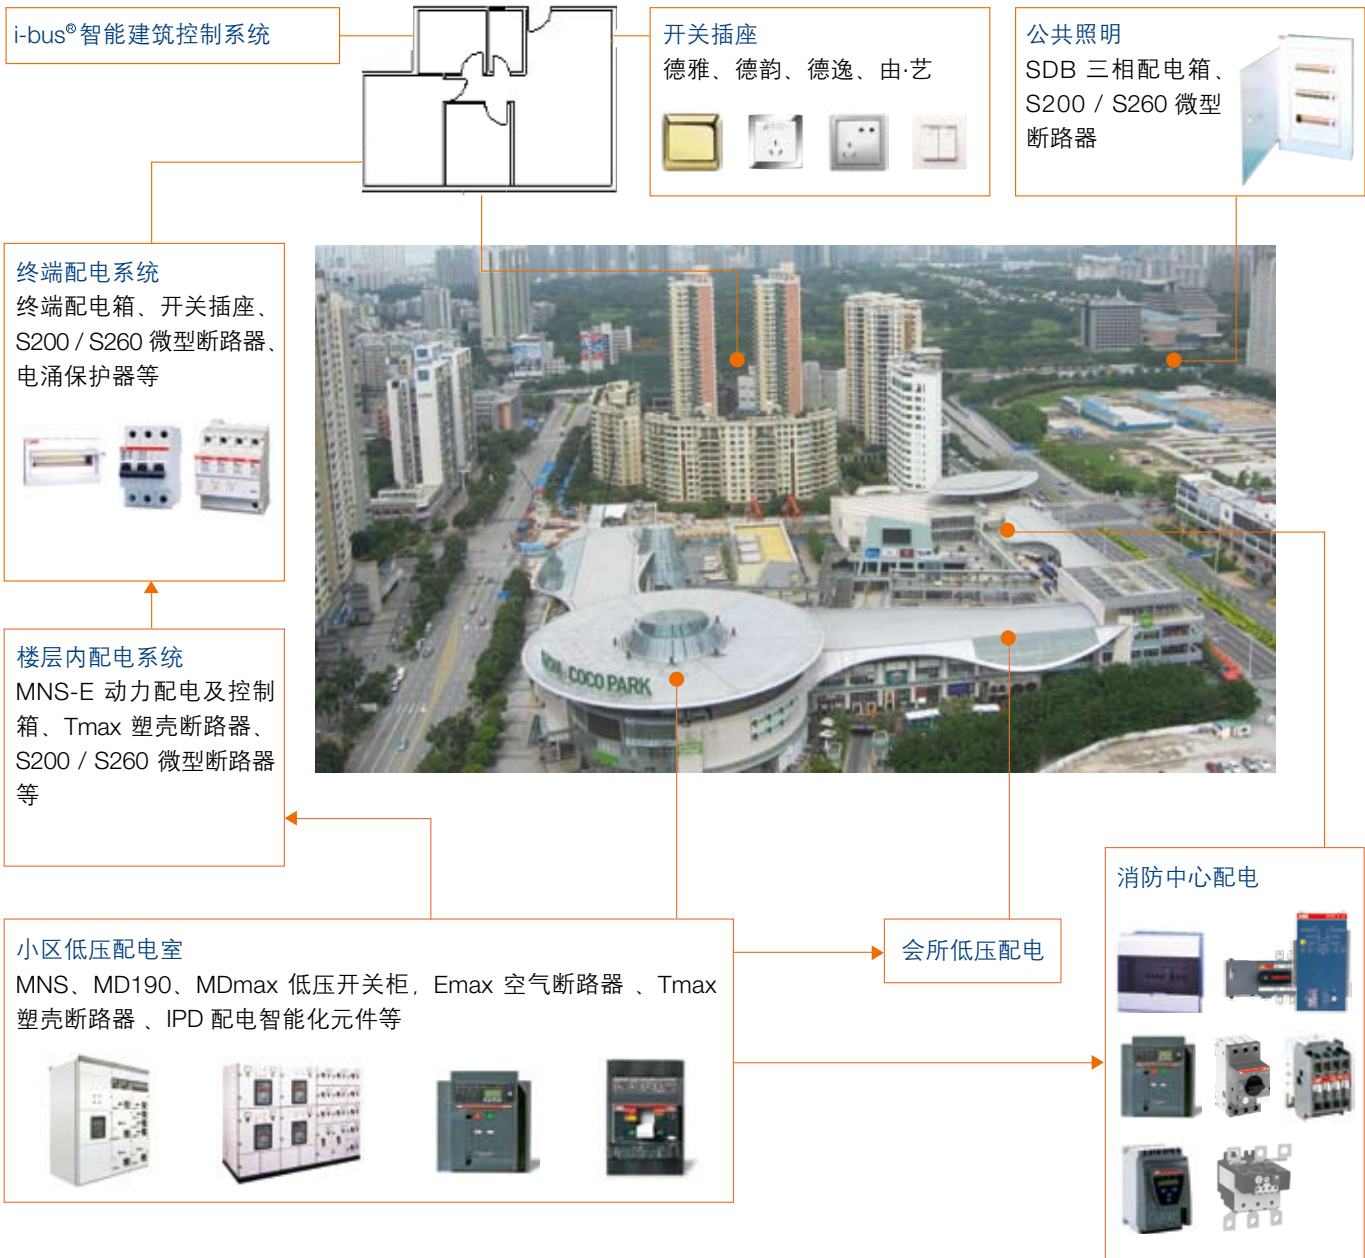 i-bus®智能建筑控制系统
开关插座
德雅、德韵、德逸、由·艺
公共照明
SDB 三相配电箱、
S200 / S260 微型
断路器
终端配电系统
终端配电箱、开关插座、
S200 / S260 微型断路器、
电涌保护器等
楼层内配电系统
MNS-E 动力配电及控制
箱、Tmax 塑壳断路器、
S200 / S260 微型断路器
等
COCO PARK
小区低压配电室
MNS、MD190、MDmax 低压开关柜，Emax 空气断路器 、Tmax
塑壳断路器 、IPD 配电智能化元件等
会所低压配电
消防中心配电